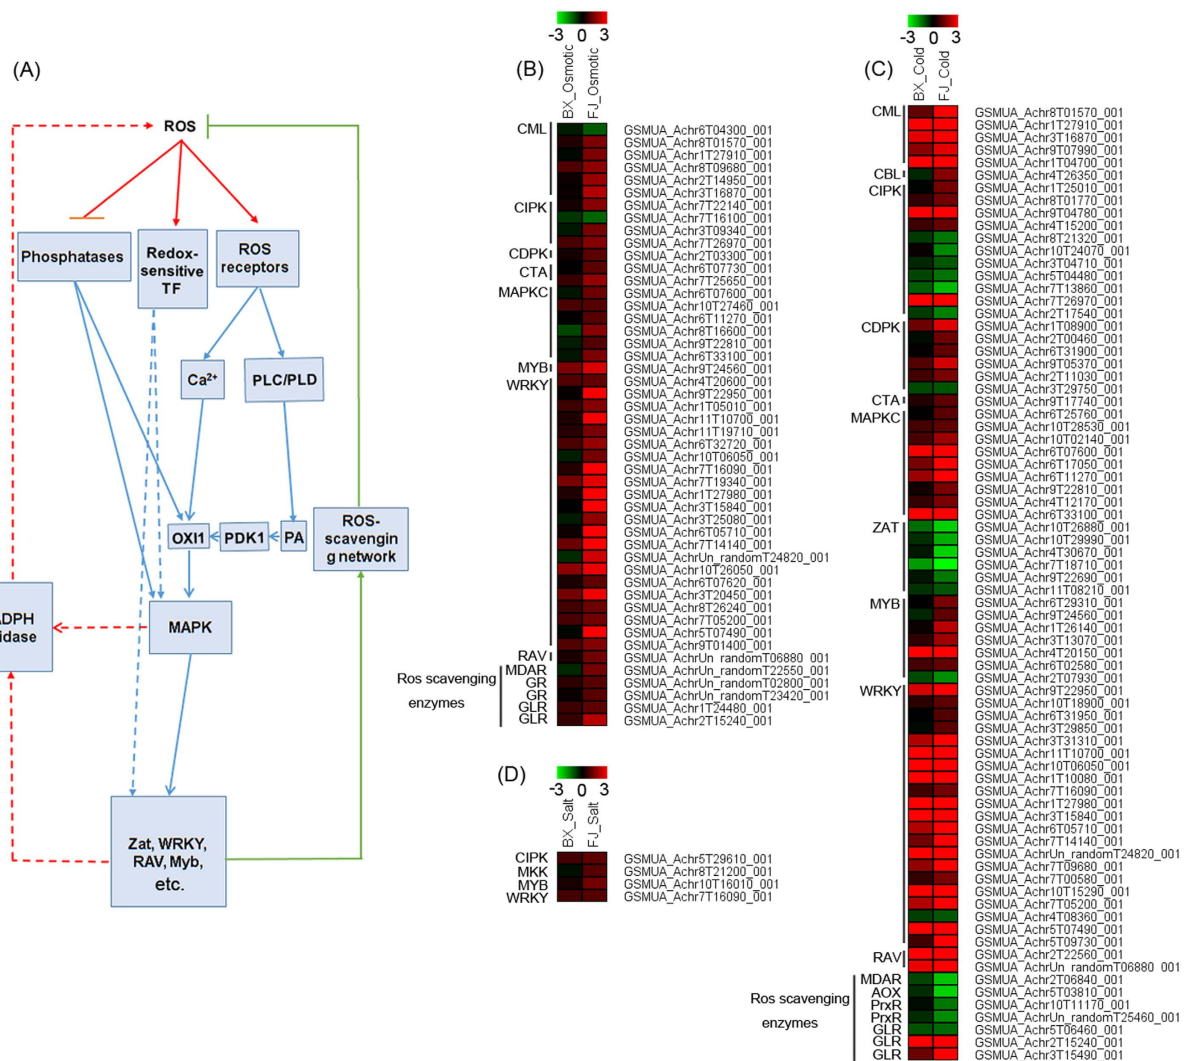 (A)
ROS
Phosphatases
Redox-
sensitive
TF
ROS
receptors
Ca2+
PLC/PLD
OXI1
PDK1
PA
ROS-
scavengin
g network
ADPH
idase
MAPK
Zat, WRKY,
RAV, Myb,
etc.
(B)
-3 0 3
BX_Osmotic
FJ_Osmotic
CML
CIPK
CDPK
CTA
MAPKC
MYB
WRKY
RAV
MDAR
GR
GR
GLR
GLR
Ros scavenging
enzymes
GSMUA_Achr6T04300_001
GSMUA_Achr8T01570_001
GSMUA_Achr1T27910_001
GSMUA_Achr8T09680_001
GSMUA_Achr2T14950_001
GSMUA_Achr3T16870_001
GSMUA_Achr7T22140_001
GSMUA_Achr7T16100_001
GSMUA_Achr3T09340_001
GSMUA_Achr7T26970_001
GSMUA_Achr2T03300_001
GSMUA_Achr6T07730_001
GSMUA_Achr7T25650_001
GSMUA_Achr6T07600_001
GSMUA_Achr10T27460_001
GSMUA_Achr6T11270_001
GSMUA_Achr8T16600_001
GSMUA_Achr9T22810_001
GSMUA_Achr6T33100_001
GSMUA_Achr9T24560_001
GSMUA_Achr4T20600_001
GSMUA_Achr9T22950_001
GSMUA_Achr1T05010_001
GSMUA_Achr11T10700_001
GSMUA_Achr11T19710_001
GSMUA_Achr6T32720_001
GSMUA_Achr10T06050_001
GSMUA_Achr7T16090_001
GSMUA_Achr7T19340_001
GSMUA_Achr1T27980_001
GSMUA_Achr3T15840_001
GSMUA_Achr3T25080_001
GSMUA_Achr6T05710_001
GSMUA_Achr7T14140_001
GSMUA_AchrUn_randomT24820_001
GSMUA_Achr10T26050_001
GSMUA_Achr6T07620_001
GSMUA_Achr3T20450_001
GSMUA_Achr8T26240_001
GSMUA_Achr7T05200_001
GSMUA_Achr5T07490_001
GSMUA_Achr9T01400_001
GSMUA_AchrUn_randomT06880_001
GSMUA_AchrUn_randomT22550_001
GSMUA_AchrUn_randomT02800_001
GSMUA_AchrUn_randomT23420_001
GSMUA_Achr1T24480_001
GSMUA_Achr2T15240_001
(D)
-3 0 3
BX_Salt
FJ_Salt
CIPK
MKK
MYB
WRKY
GSMUA_Achr5T29610_001
GSMUA_Achr8T21200_001
GSMUA_Achr10T16010_001
GSMUA_Achr7T16090_001
(C)
-3 0 3
BX_Cold
FJ_Cold
CML
CBL
CIPK
CDPK
CTA
MAPKC
ZAT
MYB
WRKY
RAV
MDAR
AOX
PrxR
PrxR
GLR
GLR
GLR
Ros scavenging
enzymes
GSMUA_Achr8T01570_001
GSMUA_Achr1T27910_001
GSMUA_Achr3T16870_001
GSMUA_Achr9T07990_001
GSMUA_Achr1T04700_001
GSMUA_Achr4T26350_001
GSMUA_Achr1T25010_001
GSMUA_Achr8T01770_001
GSMUA_Achr9T04780_001
GSMUA_Achr4T15200_001
GSMUA_Achr8T21320_001
GSMUA_Achr10T24070_001
GSMUA_Achr3T04710_001
GSMUA_Achr5T04480_001
GSMUA_Achr7T13860_001
GSMUA_Achr7T26970_001
GSMUA_Achr2T17540_001
GSMUA_Achr1T08900_001
GSMUA_Achr2T00460_001
GSMUA_Achr6T31900_001
GSMUA_Achr9T05370_001
GSMUA_Achr2T11030_001
GSMUA_Achr3T29750_001
GSMUA_Achr9T17740_001
GSMUA_Achr6T25760_001
GSMUA_Achr10T28530_001
GSMUA_Achr10T02140_001
GSMUA_Achr6T07600_001
GSMUA_Achr6T17050_001
GSMUA_Achr6T11270_001
GSMUA_Achr9T22810_001
GSMUA_Achr4T12170_001
GSMUA_Achr6T33100_001
GSMUA_Achr10T26880_001
GSMUA_Achr10T29990_001
GSMUA_Achr4T30670_001
GSMUA_Achr7T18710_001
GSMUA_Achr9T22690_001
GSMUA_Achr11T08210_001
GSMUA_Achr6T29310_001
GSMUA_Achr9T24560_001
GSMUA_Achr1T26140_001
GSMUA_Achr3T13070_001
GSMUA_Achr4T20150_001
GSMUA_Achr6T02580_001
GSMUA_Achr2T07930_001
GSMUA_Achr9T22950_001
GSMUA_Achr10T18900_001
GSMUA_Achr6T31950_001
GSMUA_Achr3T29850_001
GSMUA_Achr3T31310_001
GSMUA_Achr11T10700_001
GSMUA_Achr10T06050_001
GSMUA_Achr1T10080_001
GSMUA_Achr7T16090_001
GSMUA_Achr1T27980_001
GSMUA_Achr3T15840_001
GSMUA_Achr6T05710_001
GSMUA_Achr7T14140_001
GSMUA_AchrUn_randomT24820_001
GSMUA_Achr7T09680_001
GSMUA_Achr7T00580_001
GSMUA_Achr10T15290_001
GSMUA_Achr7T05200_001
GSMUA_Achr4T08360_001
GSMUA_Achr5T07490_001
GSMUA_Achr5T09730_001
GSMUA_Achr2T22560_001
GSMUA_AchrUn_randomT06880_001
GSMUA_Achr2T06840_001
GSMUA_Achr5T03810_001
GSMUA_Achr10T11170_001
GSMUA_AchrUn_randomT25460_001
GSMUA_Achr5T06460_001
GSMUA_Achr2T15240_001
GSMUA_Achr3T15490_001